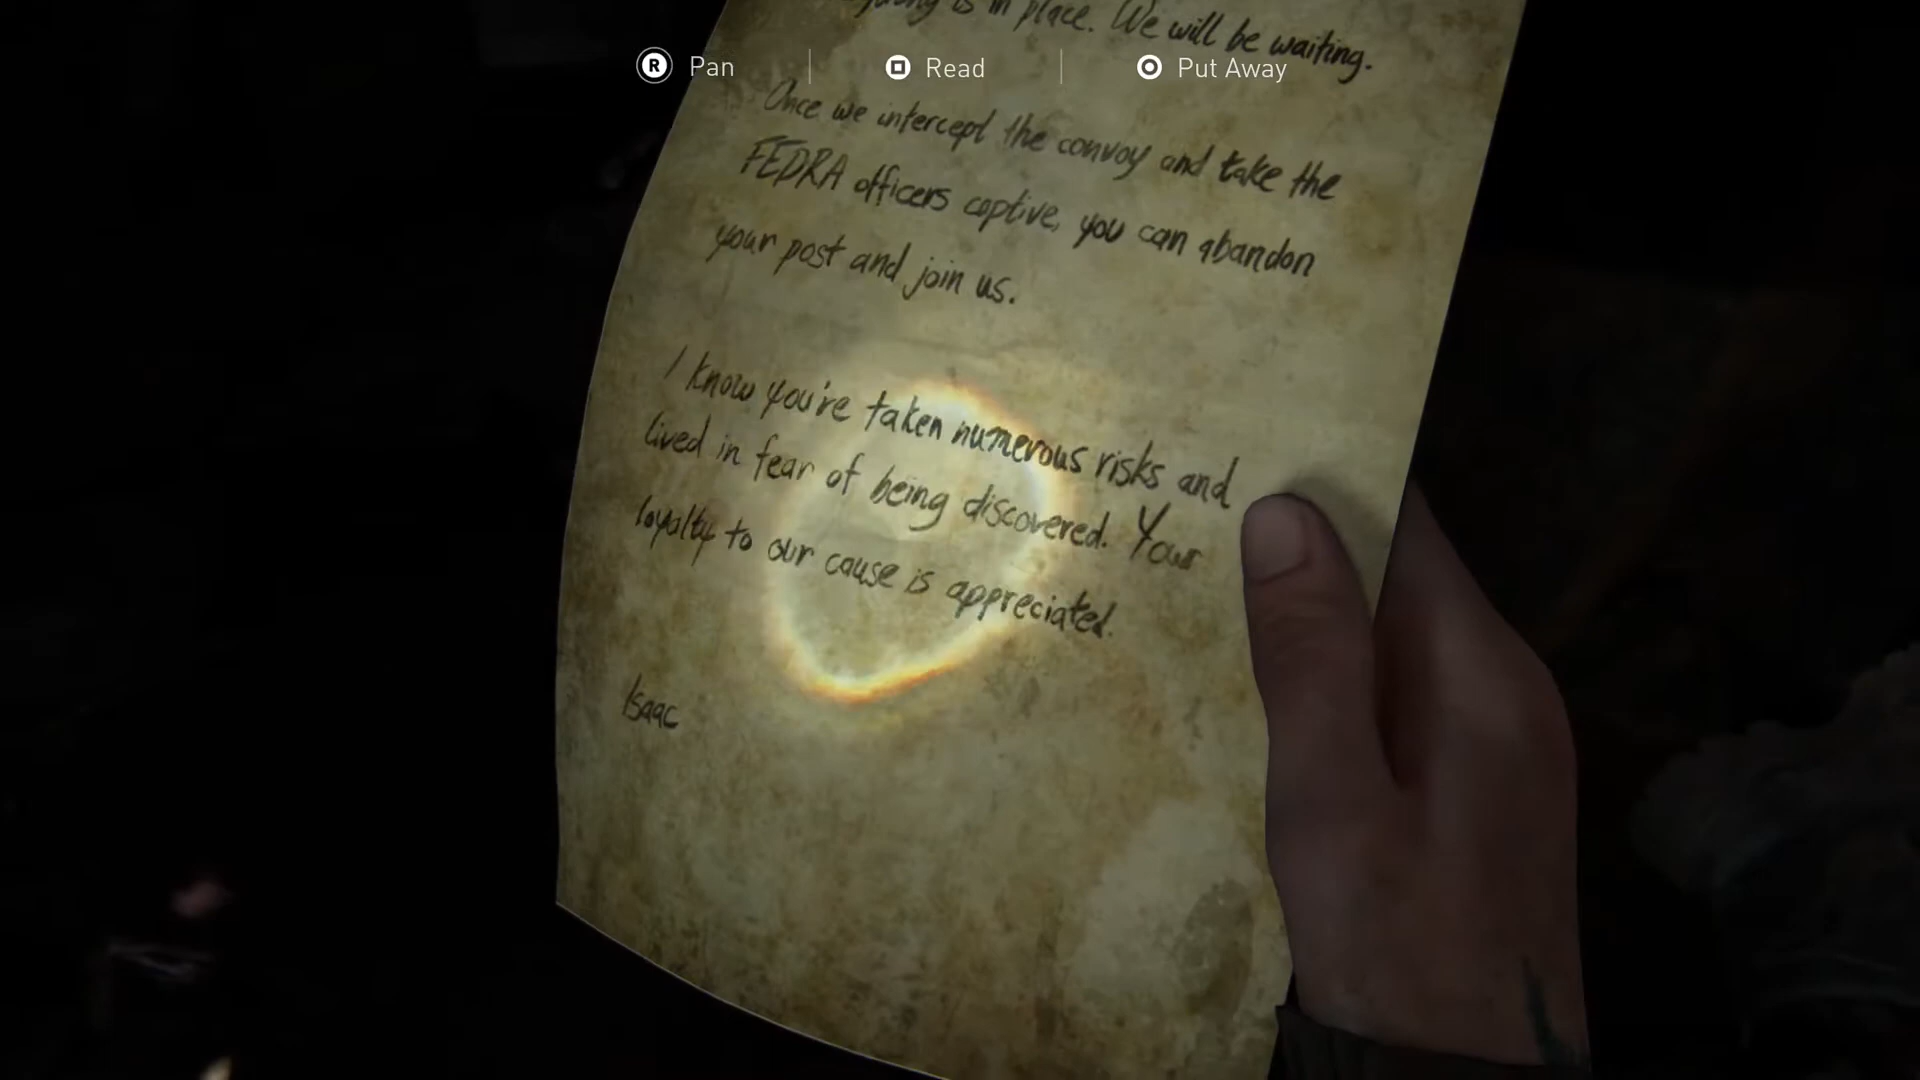 is in place. We will be waiting.
R Pan Read Put Away
Once we intercept the convoy and take the
FEDRA officers captive, you can abandon
your post and join us.
I know you've taken numerous risks and
lived in fear of being discovered. Your
loyalty to our cause is appreciated.
Isaac